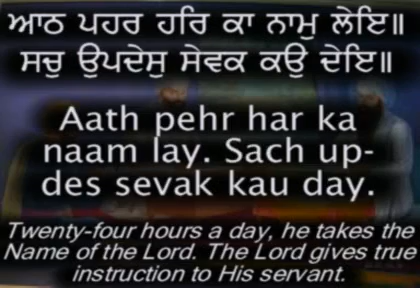 ਆਠ ਪਹਰ ਹਰਿ ਕਾ ਨਾਮੁ ਲੇਇ॥
ਸਚੁ ਉਪਦੇਸੁ ਸੇਵਕ ਕਉ ਦੇਇ॥
Aath pehr har ka
naam lay. Sach up-
des sevak kau day.
Twenty-four hours a day, he takes the
Name of the Lord. The Lord gives true
instruction to His servant.